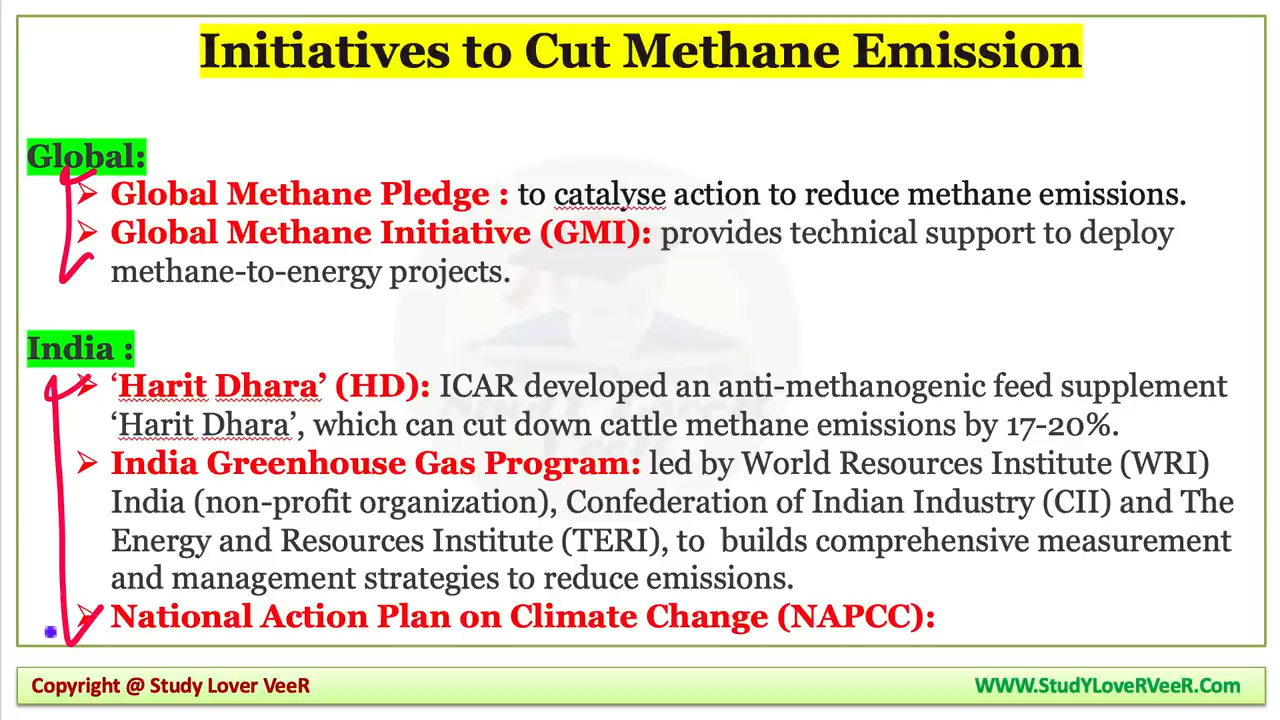 Initiatives to Cut Methane Emission
Global:
➢ Global Methane Pledge : to catalyse action to reduce methane emissions.
➢ Global Methane Initiative (GMI): provides technical support to deploy
methane-to-energy projects.
India :
➢ ‘Harit Dhara’ (HD): ICAR developed an anti-methanogenic feed supplement
‘Harit Dhara’, which can cut down cattle methane emissions by 17-20%.
➢ India Greenhouse Gas Program: led by World Resources Institute (WRI)
India (non-profit organization), Confederation of Indian Industry (CII) and The
Energy and Resources Institute (TERI), to builds comprehensive measurement
and management strategies to reduce emissions.
➢ National Action Plan on Climate Change (NAPCC):
Copyright @ Study Lover VeeR
WWW.StudYLoveRVeeR.Com